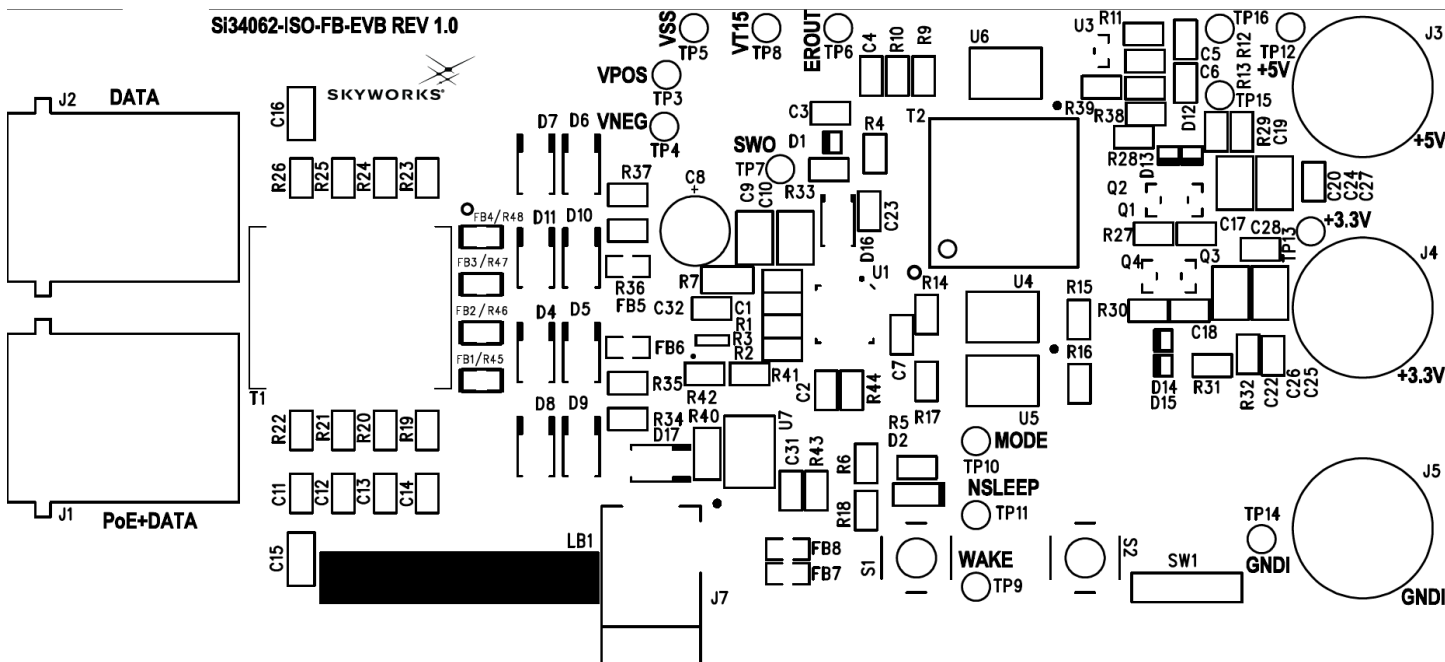 Si34062-ISO-FB-EVB REV 1.0
SKYWORKS®
J2
DATA
C16
R26
R25
R24
R23
D7
D6
VSS
TP5
VT15
TP8
EROUT
TP6
VPOS
TP3
VNEG
TP4
SWO
TP7
C4
R10
R9
U6
C3
D1
R4
T2
R39
U3
R11
C5
C6
TP16
R12
R13
TP12
+5V
TP15
J3
+5V
R38
D12
R28
D13
R29
C19
Q2
Q1
C20
C24
C27
R37
C8
+
C9
C10
R33
C23
D16
FB4/R48
FB3/R47
FB2/R46
FB1/R45
D11
D10
R36
FB5
R7
C32
C1
R1
R3
R2
U1
R14
U4
R15
R27
C17
C28
TP13
+3.3V
J4
Q4
Q3
R30
C18
T1
D4
D5
FB6
R35
R42
R41
C2
R44
C7
R17
U5
R16
D14
D15
R31
R32
C22
C26
C25
+3.3V
R22
R21
R20
R19
D8
D9
R34
D17
R40
U7
C31
R43
R5
D2
R6
R18
MODE
TP10
NSLEEP
TP11
J1
PoE+DATA
C11
C12
C13
C14
C15
LB1
J7
FB8
FB7
S1
WAKE
TP9
S2
SW1
TP14
GNDI
J5
GNDI